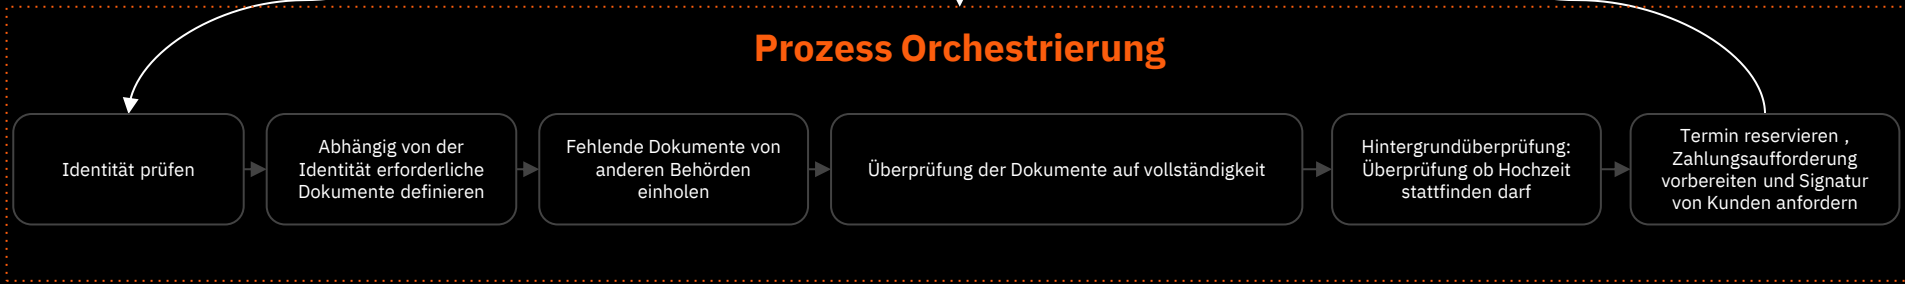 Prozess Orchestrierung
Identität prüfen
Abhängig von der
Identität erforderliche
Dokumente definieren
Fehlende Dokumente von
anderen Behörden
einholen
Überprüfung der Dokumente auf vollständigkeit
Hintergrundüberprüfung:
Überprüfung ob Hochzeit
stattfinden darf
Termin reservieren ,
Zahlungsaufforderung
vorbereiten und Signatur
von Kunden anfordern